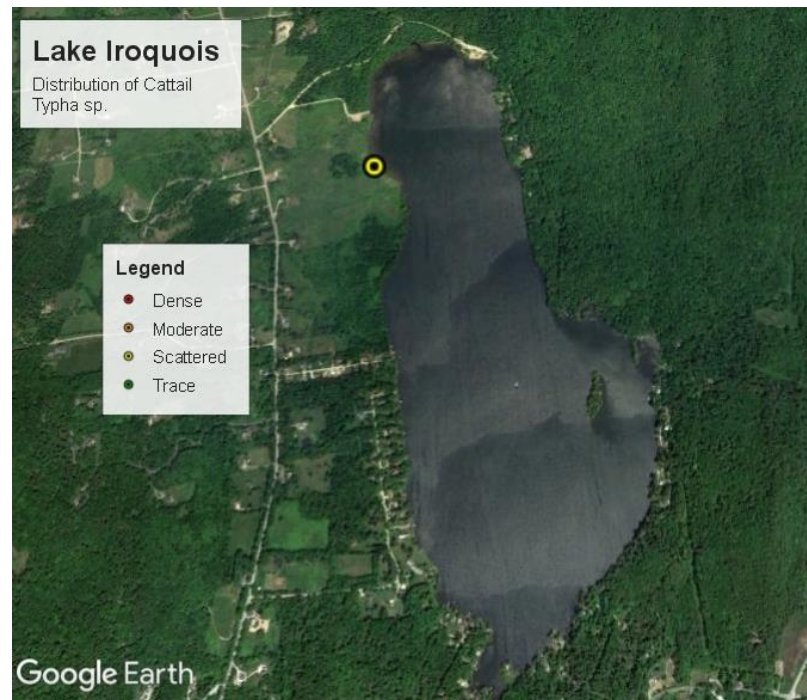 Lake Iroquois
Distribution of Cattail
Typha sp.
Legend
Dense
Moderate
Scattered
Trace
Google Earth